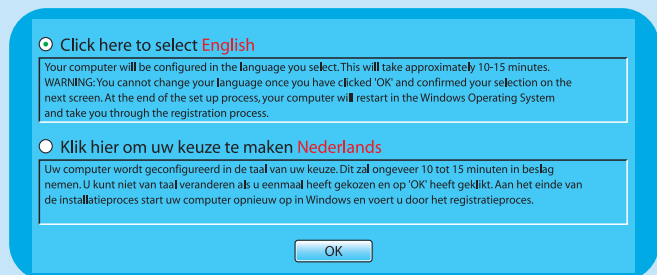 Click here to select English
Your computer will be configured in the language you select. This will take approximately 10-15 minutes.
WARNING: You cannot change your language once you have clicked 'OK' and confirmed your selection on the
next screen. At the end of the set up process, your computer will restart in the Windows Operating System
and take you through the registration process.
Klik hier om uw keuze te maken Nederlands
Uw computer wordt geconfigureerd in de taal van uw keuze. Dit zal ongeveer 10 tot 15 minuten in beslag
nemen. U kunt niet van taal veranderen als u eenmaal heeft gekozen en op 'OK' heeft geklikt. Aan het einde van
de installatieproces start uw computer opnieuw op in Windows en voert u door het registratieproces.
OK